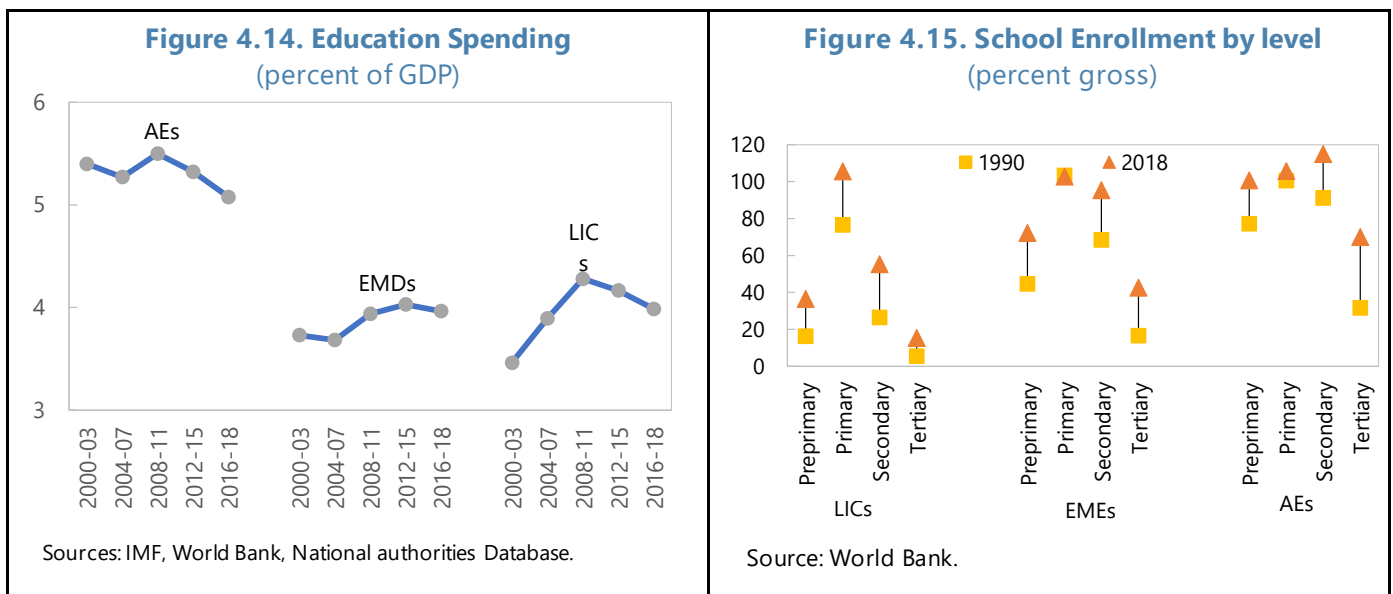 Figure 4.14. Education Spending
(percent of GDP)
6
5
4
3
AEs
EMDs
LIC
s
2000-03
2004-07
2008-11
2012-15
2016-18
2000-03
2004-07
2008-11
2012-15
2016-18
2000-03
2004-07
2008-11
2012-15
2016-18
Sources: IMF, World Bank, National authorities Database.
Figure 4.15. School Enrollment by level
(percent gross)
120
100
80
60
40
20
0
1990
2018
Preprimary
Primary
Secondary
Tertiary
LICs
Preprimary
Primary
Secondary
Tertiary
EMEs
Preprimary
Primary
Secondary
Tertiary
AEs
Source: World Bank.